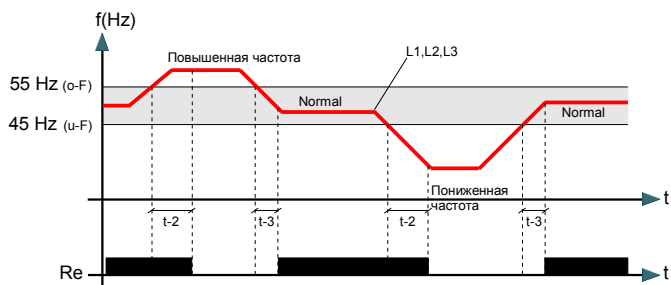 f(Hz)
Повышенная частота
L1,L2,L3
55 Hz (o-F)
Normal
Normal
45 Hz (u-F)
Пониженная
частота
t
t-2
t-3
t-2
t-3
Re
t